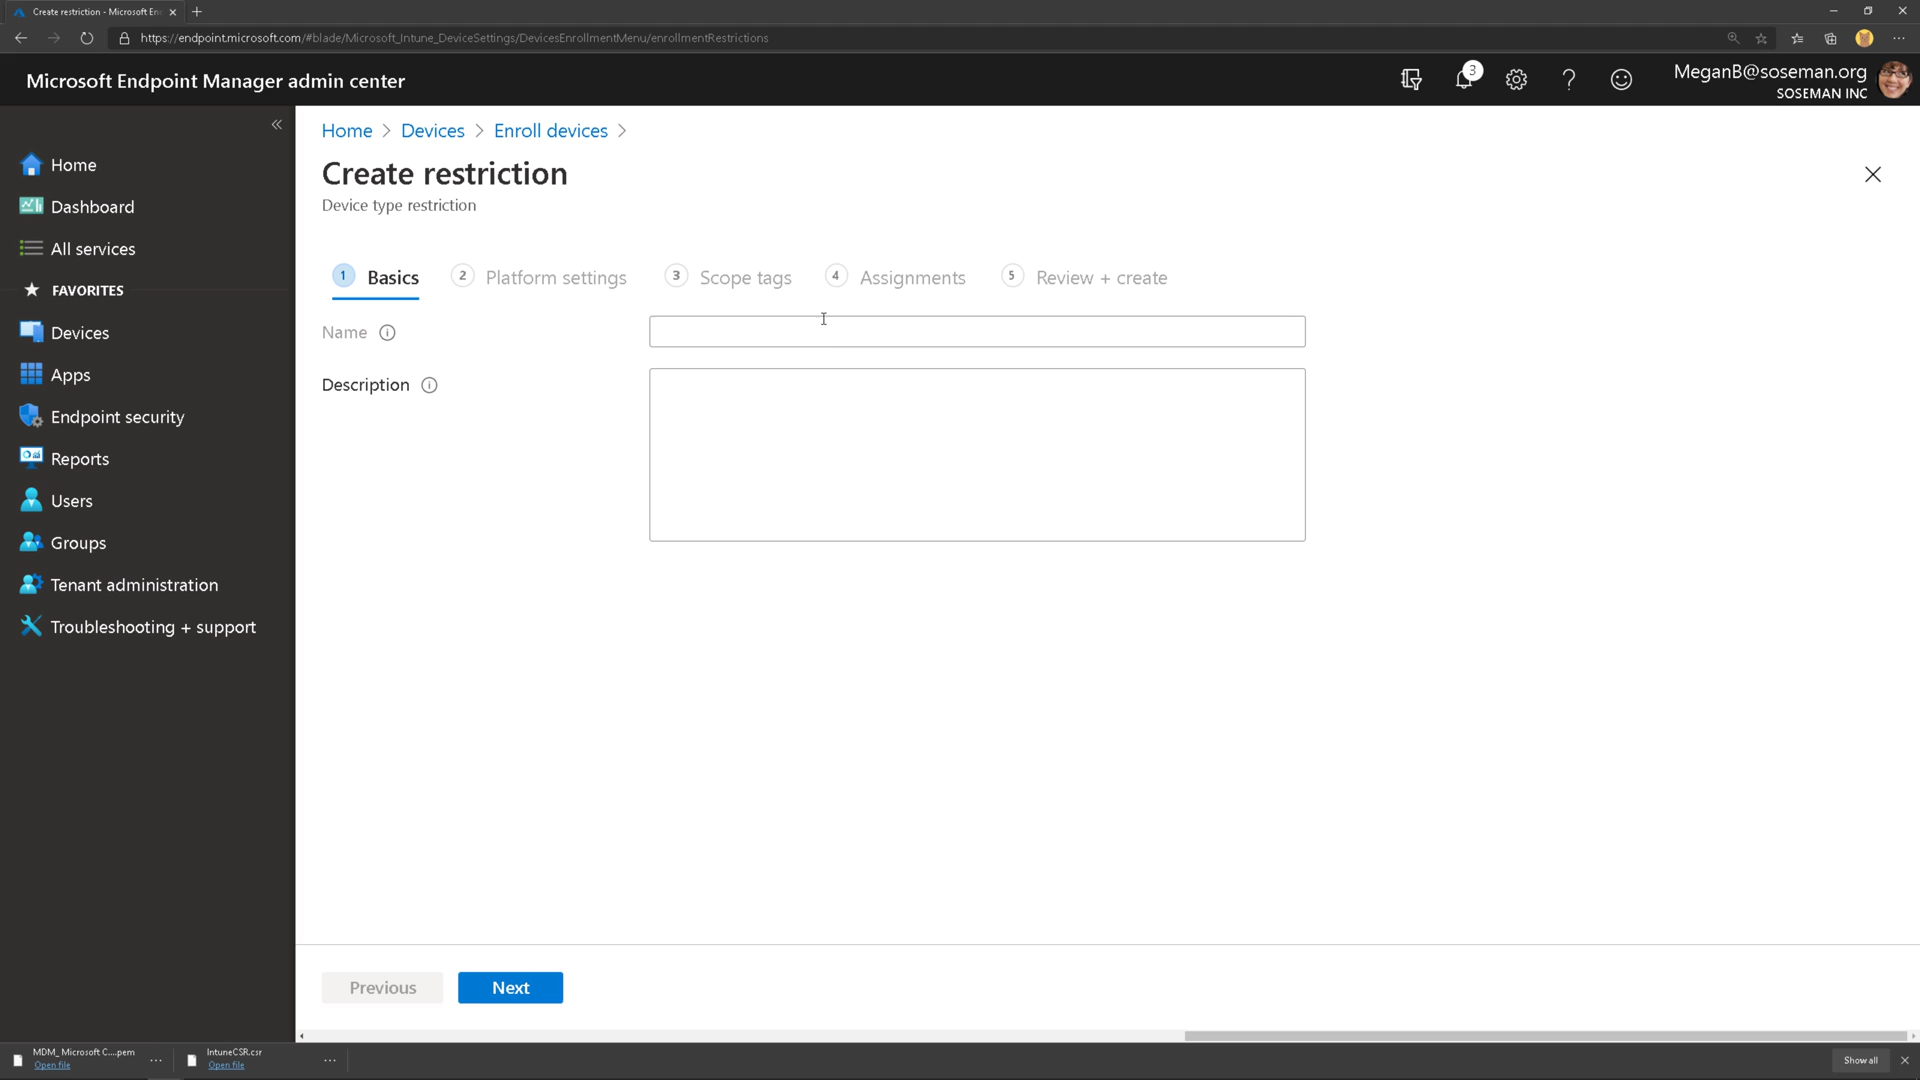 Create restriction - Microsoft En
https://endpoint.microsoft.com/#blade/Microsoft_Intune_DeviceSettings/DevicesEnrollmentMenu/enrollmentRestrictions
Microsoft Endpoint Manager admin center
3
MeganB@soseman.org
SOSEMAN INC
Home
Dashboard
All services
FAVORITES
Devices
Apps
Endpoint security
Reports
Users
Groups
Tenant administration
Troubleshooting + support
Home > Devices > Enroll devices >
Create restriction
Device type restriction
1 Basics 2 Platform settings 3 Scope tags 4 Assignments 5 Review + create
Name
Description
Previous Next
MDM_ Microsoft C....pem
Open file
IntuneCSR.csr
Open file
Show all